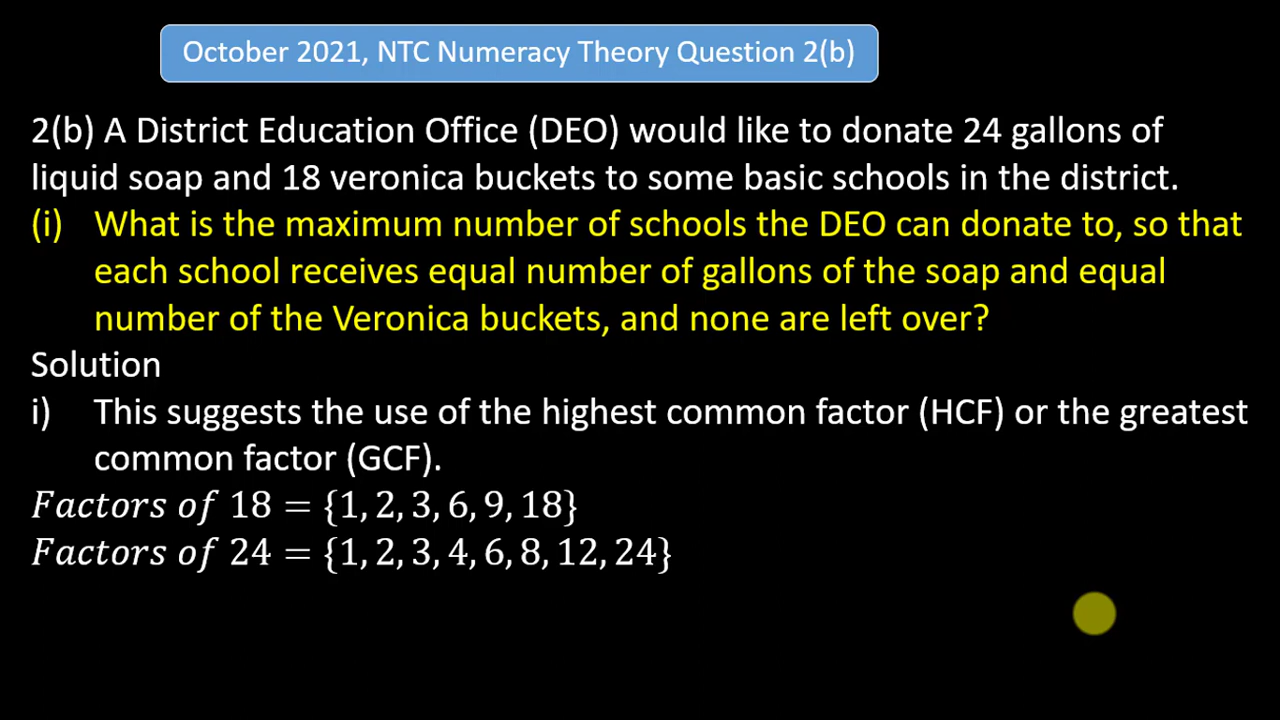 October 2021, NTC Numeracy Theory Question 2(b)
2(b) A District Education Office (DEO) would like to donate 24 gallons of
liquid soap and 18 veronica buckets to some basic schools in the district.
(i) What is the maximum number of schools the DEO can donate to, so that
each school receives equal number of gallons of the soap and equal
number of the Veronica buckets, and none are left over?
Solution
i) This suggests the use of the highest common factor (HCF) or the greatest
common factor (GCF).
Factors of 18 = {1, 2, 3, 6, 9, 18}
Factors of 24 = {1, 2, 3, 4, 6, 8, 12, 24}